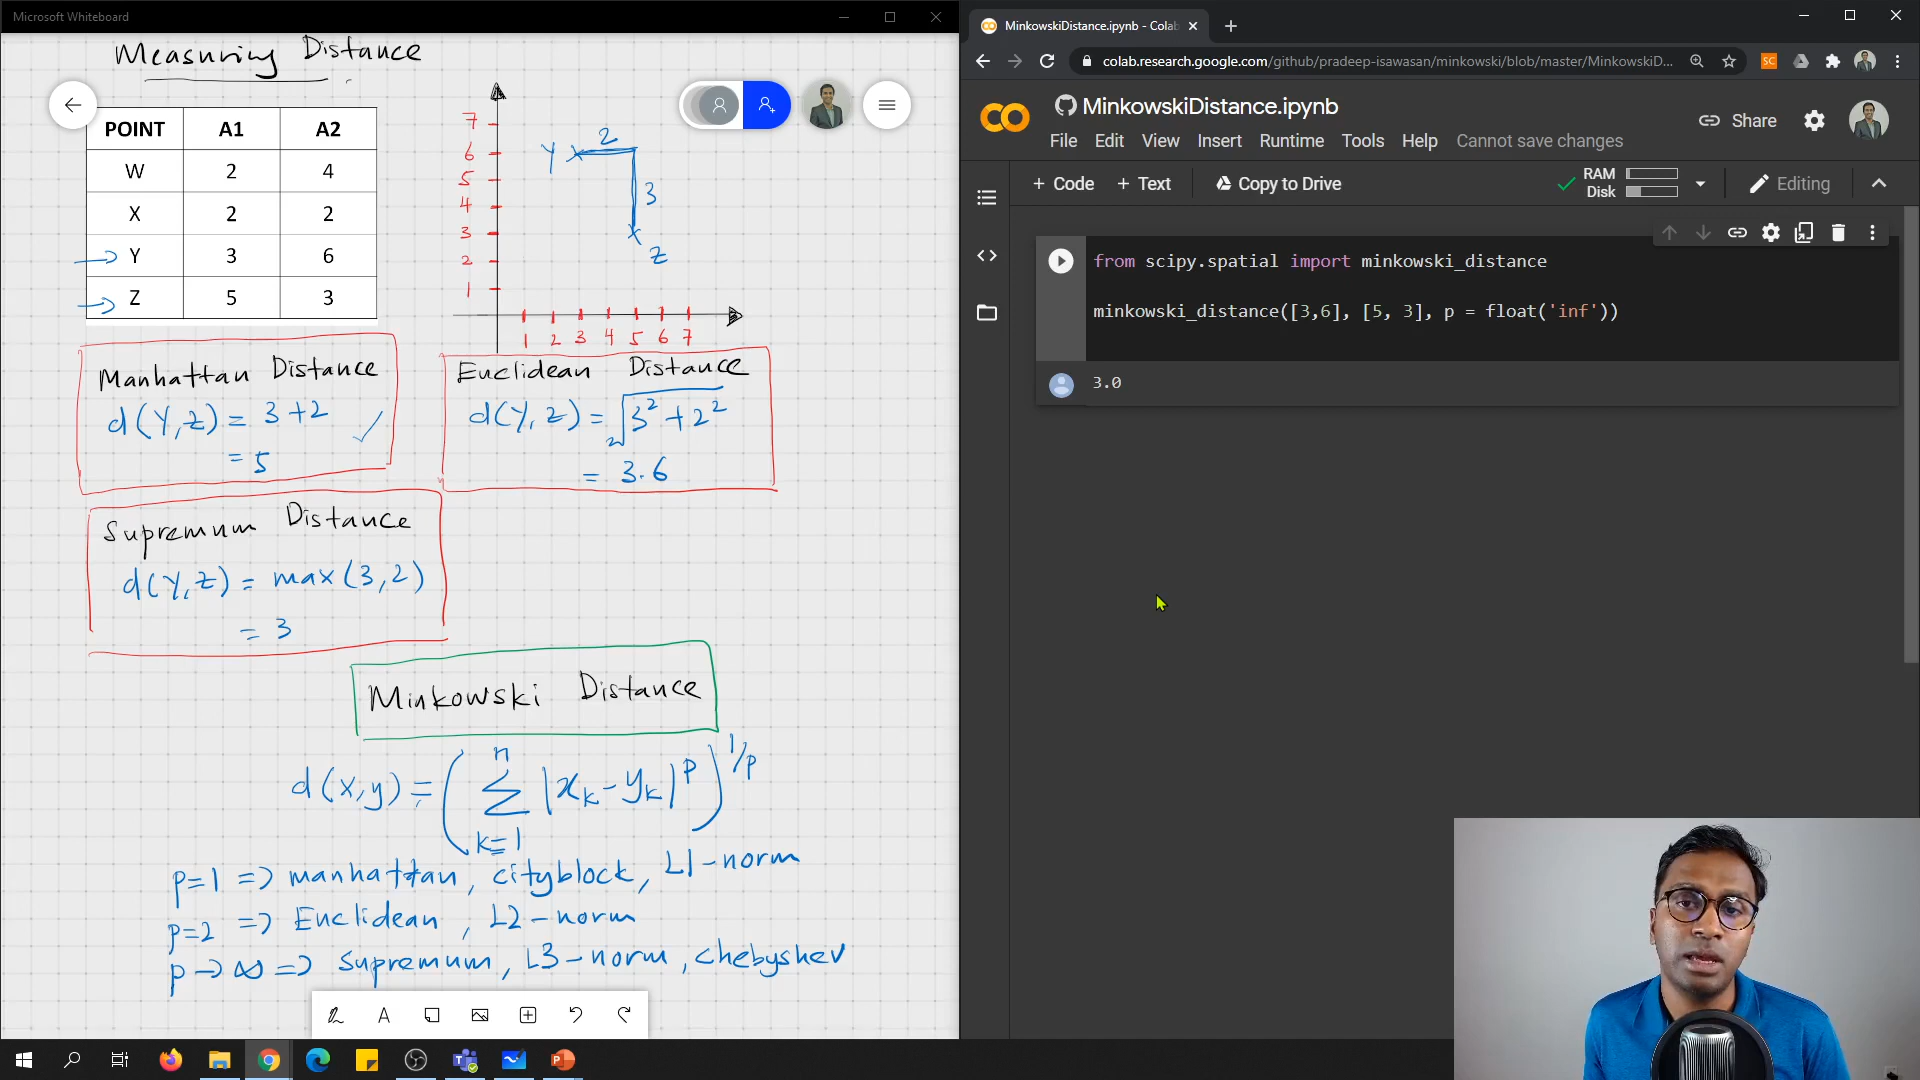 Microsoft Whiteboard
Measuring Distance
POINT A1 A2
W 2 4
X 2 2
Y 3 6
Z 5 3
7
6
5
4
3
2
1
1 2 3 4 5 6 7
Y 2
3
Z
Manhattan Distance
d(Y,Z) = 3+2
= 5
Euclidean Distance
d(Y,Z) = 2√3² + 2²
= 3.6
Supremum Distance
d(Y,Z) = max(3,2)
= 3
Minkowski Distance
d(x,y) = (∑ n k=1 |xk - yk|^p)^1/p
p=1 => manhattan, cityblock, L1-norm
p=2 => Euclidean, L2-norm
p→∞ => Supremum, L3-norm, chebyshev
MinkowskiDistance.ipynb - Colab
colab.research.google.com/github/pradeep-isawasan/minkowski/blob/master/MinkowskiD...
SC
CO
MinkowskiDistance.ipynb
Share
File Edit View Insert Runtime Tools Help Cannot save changes
+ Code + Text Copy to Drive
RAM
Disk
Editing
from scipy.spatial import minkowski_distance
minkowski_distance([3,6], [5, 3], p = float('inf'))
3.0